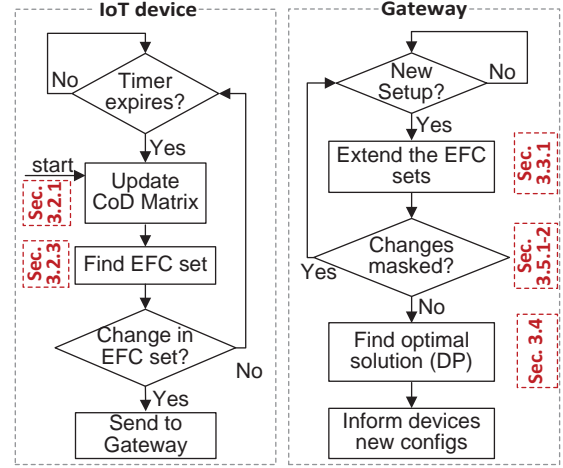 IoT device
No
Timer
expires?
Yes
start
Sec.
3.2.1
Update
CoD Matrix
Sec.
3.2.3
Find EFC set
Change in
EFC set?
No
Yes
Send to
Gateway
Gateway
New
Setup?
No
Yes
Extend the EFC
sets
Sec.
3.3.1
Changes
masked?
Yes
Sec.
3.5.1-2
No
Find optimal
solution (DP)
Sec. 3.4
Inform devices
new configs